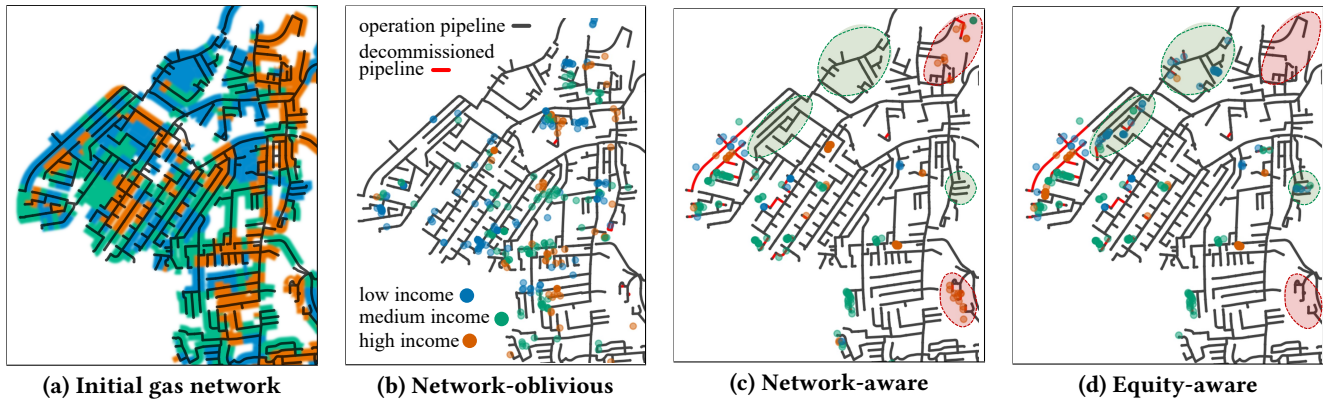 operation pipeline
decommissioned
pipeline
low income
medium income
high income
(a) Initial gas network
(b) Network-oblivious
(c) Network-aware
(d) Equity-aware